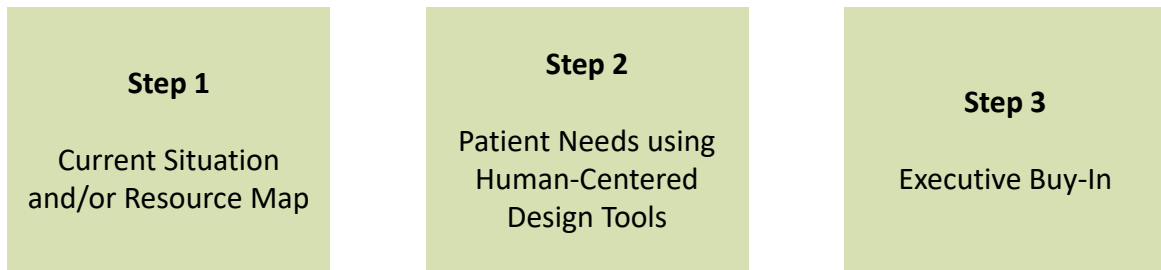 Step 1
Current Situation
and/or Resource Map
Step 2
Patient Needs using
Human-Centered
Design Tools
Step 3
Executive Buy-In